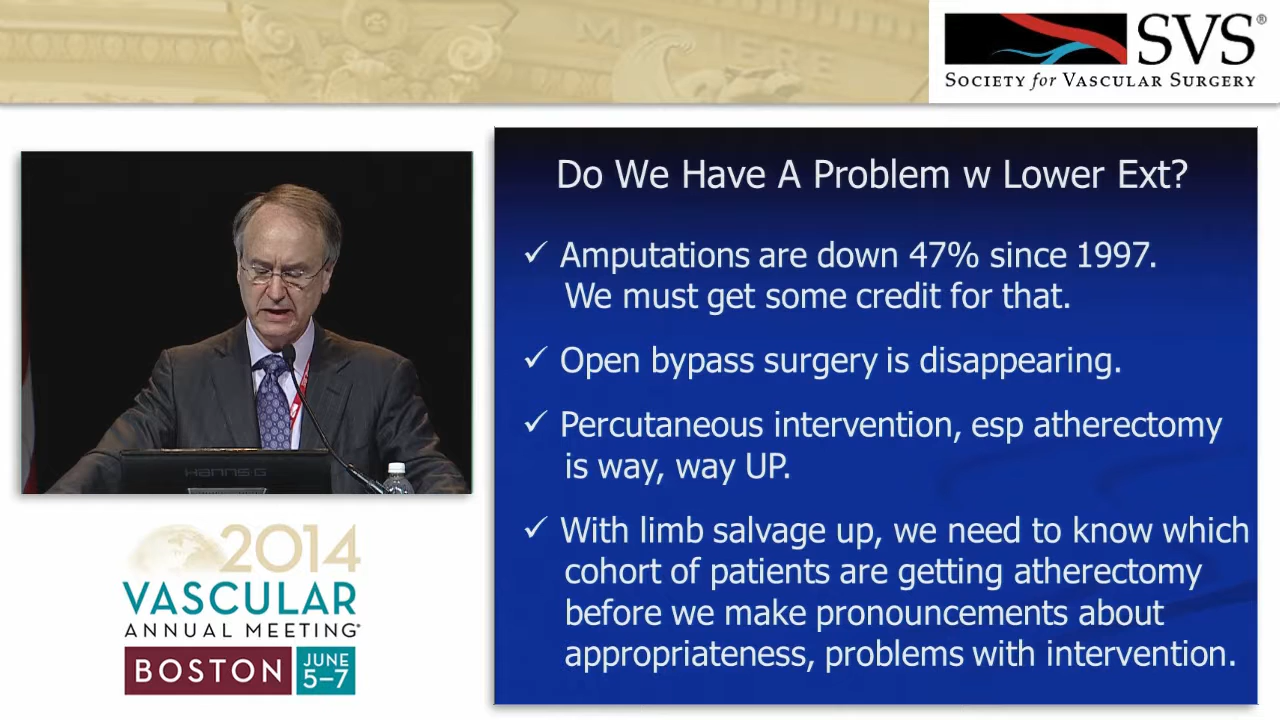 SVS®
SOCIETY for VASCULAR SURGERY
Do We Have A Problem w Lower Ext?
✓ Amputations are down 47% since 1997.
We must get some credit for that.
✓ Open bypass surgery is disappearing.
✓ Percutaneous intervention, esp atherectomy
is way, way UP.
✓ With limb salvage up, we need to know which
cohort of patients are getting atherectomy
before we make pronouncements about
appropriateness, problems with intervention.
HANNS G
2014
VASCULAR
ANNUAL MEETING®
BOSTON
JUNE
5–7